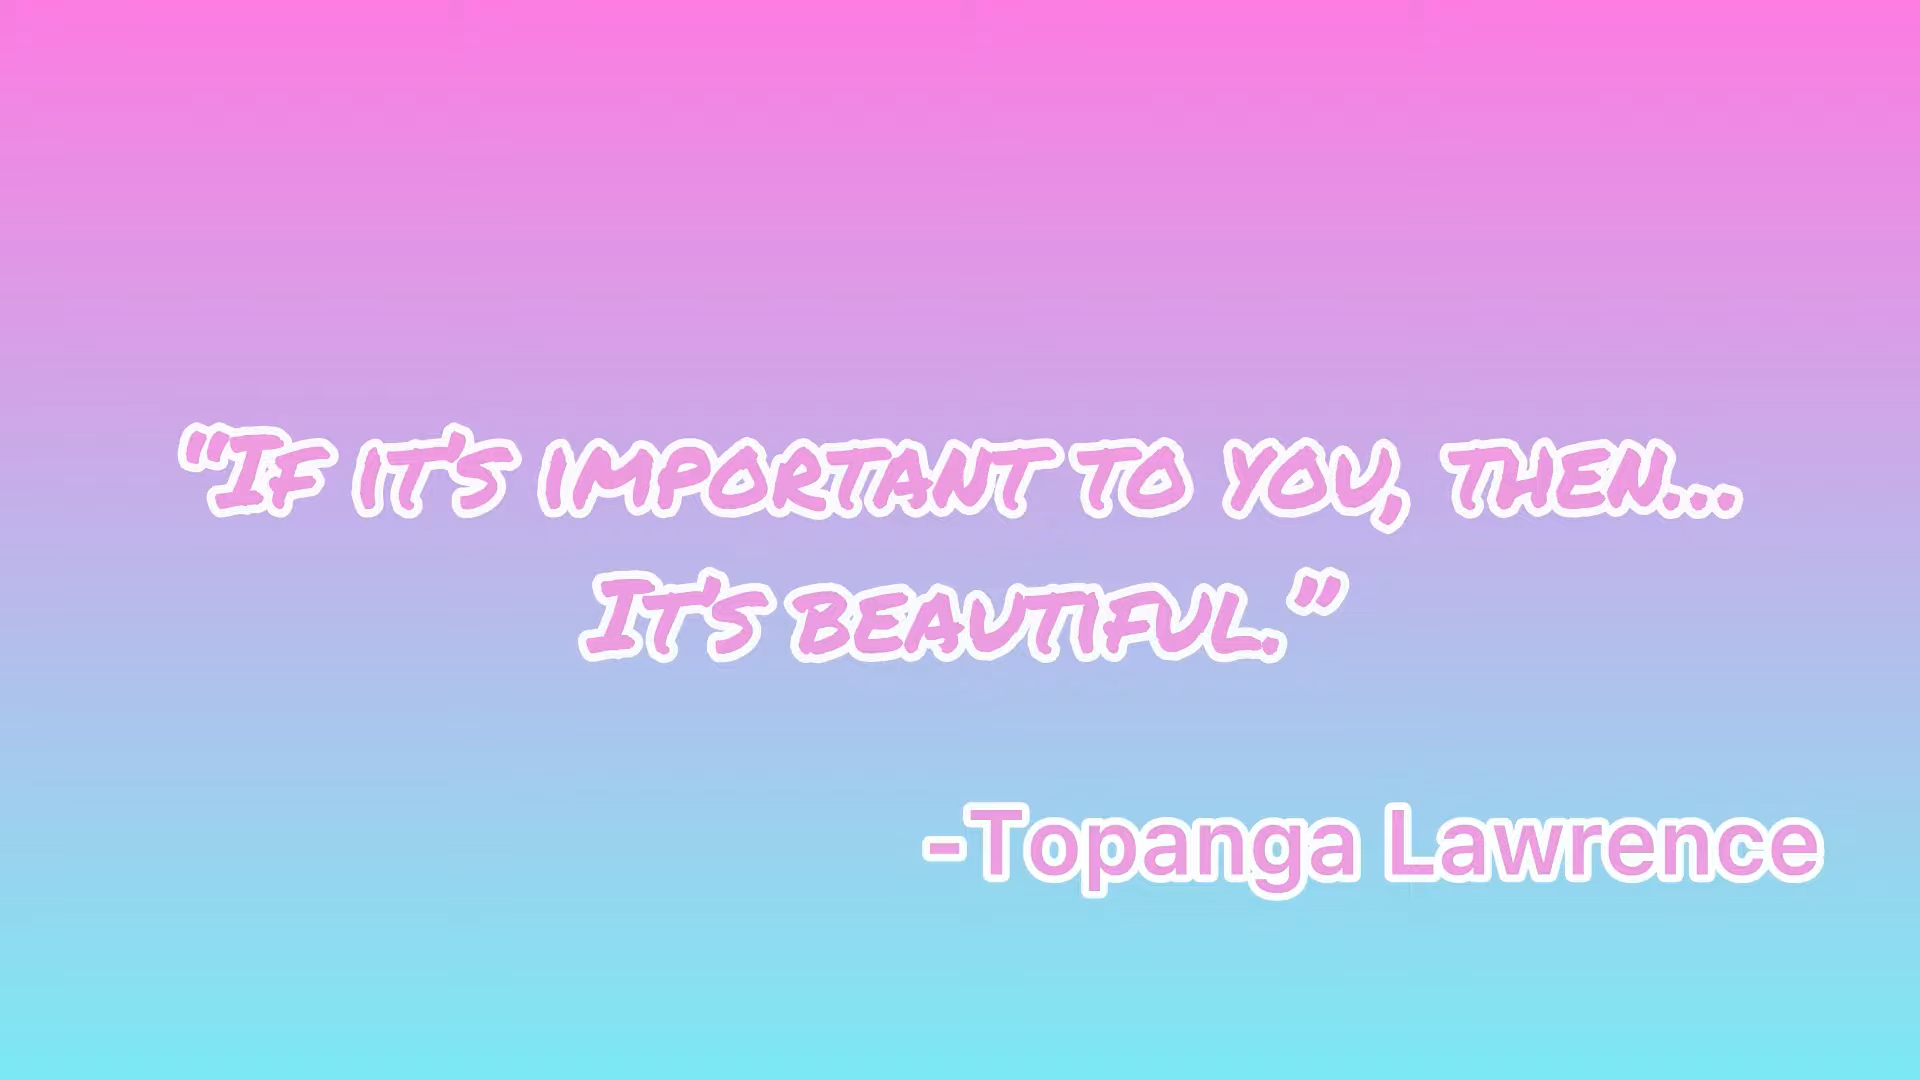 “If it’s important to you, then...
It’s beautiful.”
-Topanga Lawrence